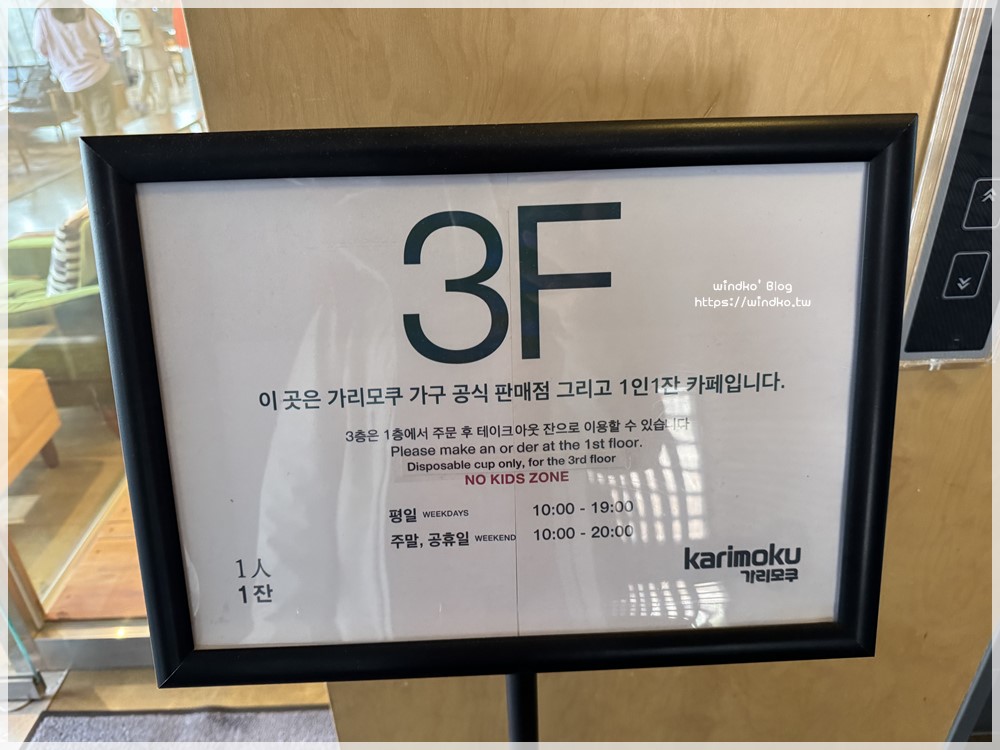 3F
windko' Blog
https://windko.tw
이 곳은 가리모쿠 가구 공식 판매점 그리고 1인1잔 카페입니다.
3층은 1층에서 주문 후 테이크아웃 잔으로 이용할 수 있습니다
Please make an or der at the 1st floor.
Disposable cup only, for the 3rd floor
NO KIDS ZONE
평일 WEEKDAYS 10:00 - 19:00
주말, 공휴일 WEEKEND 10:00 - 20:00
1人
1잔
karimoku
가리모쿠